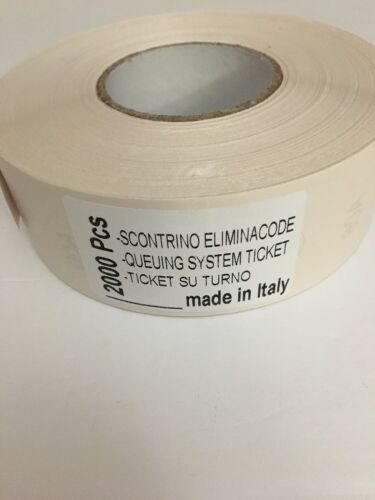 2000 Pcs
-SCONTRINO ELIMINACODE
-QUEUING SYSTEM TICKET
-TICKET SU TURNO
made in Italy